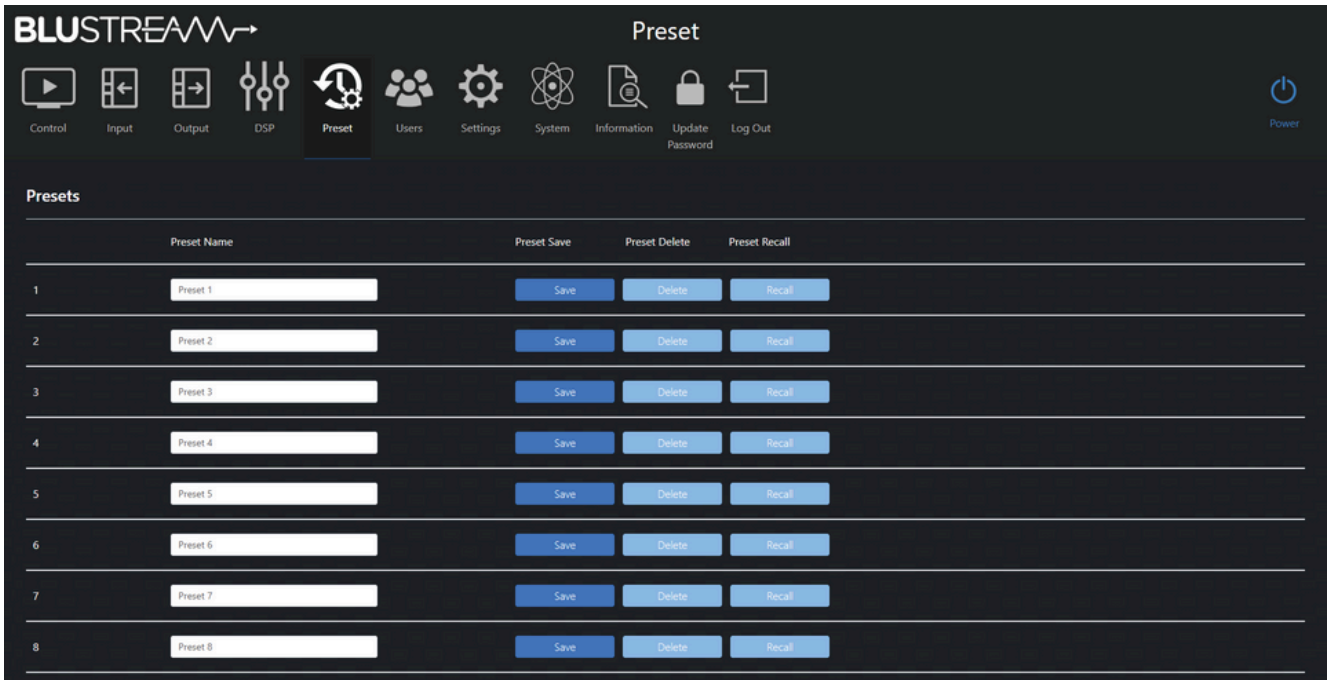 BLUSTREAM
Preset
Control Input Output DSP Preset Users Settings System Information Update Password Log Out Power
Presets
Preset Name Preset Save Preset Delete Preset Recall
1 Preset 1 Save Delete Recall
2 Preset 2 Save Delete Recall
3 Preset 3 Save Delete Recall
4 Preset 4 Save Delete Recall
5 Preset 5 Save Delete Recall
6 Preset 6 Save Delete Recall
7 Preset 7 Save Delete Recall
8 Preset 8 Save Delete Recall